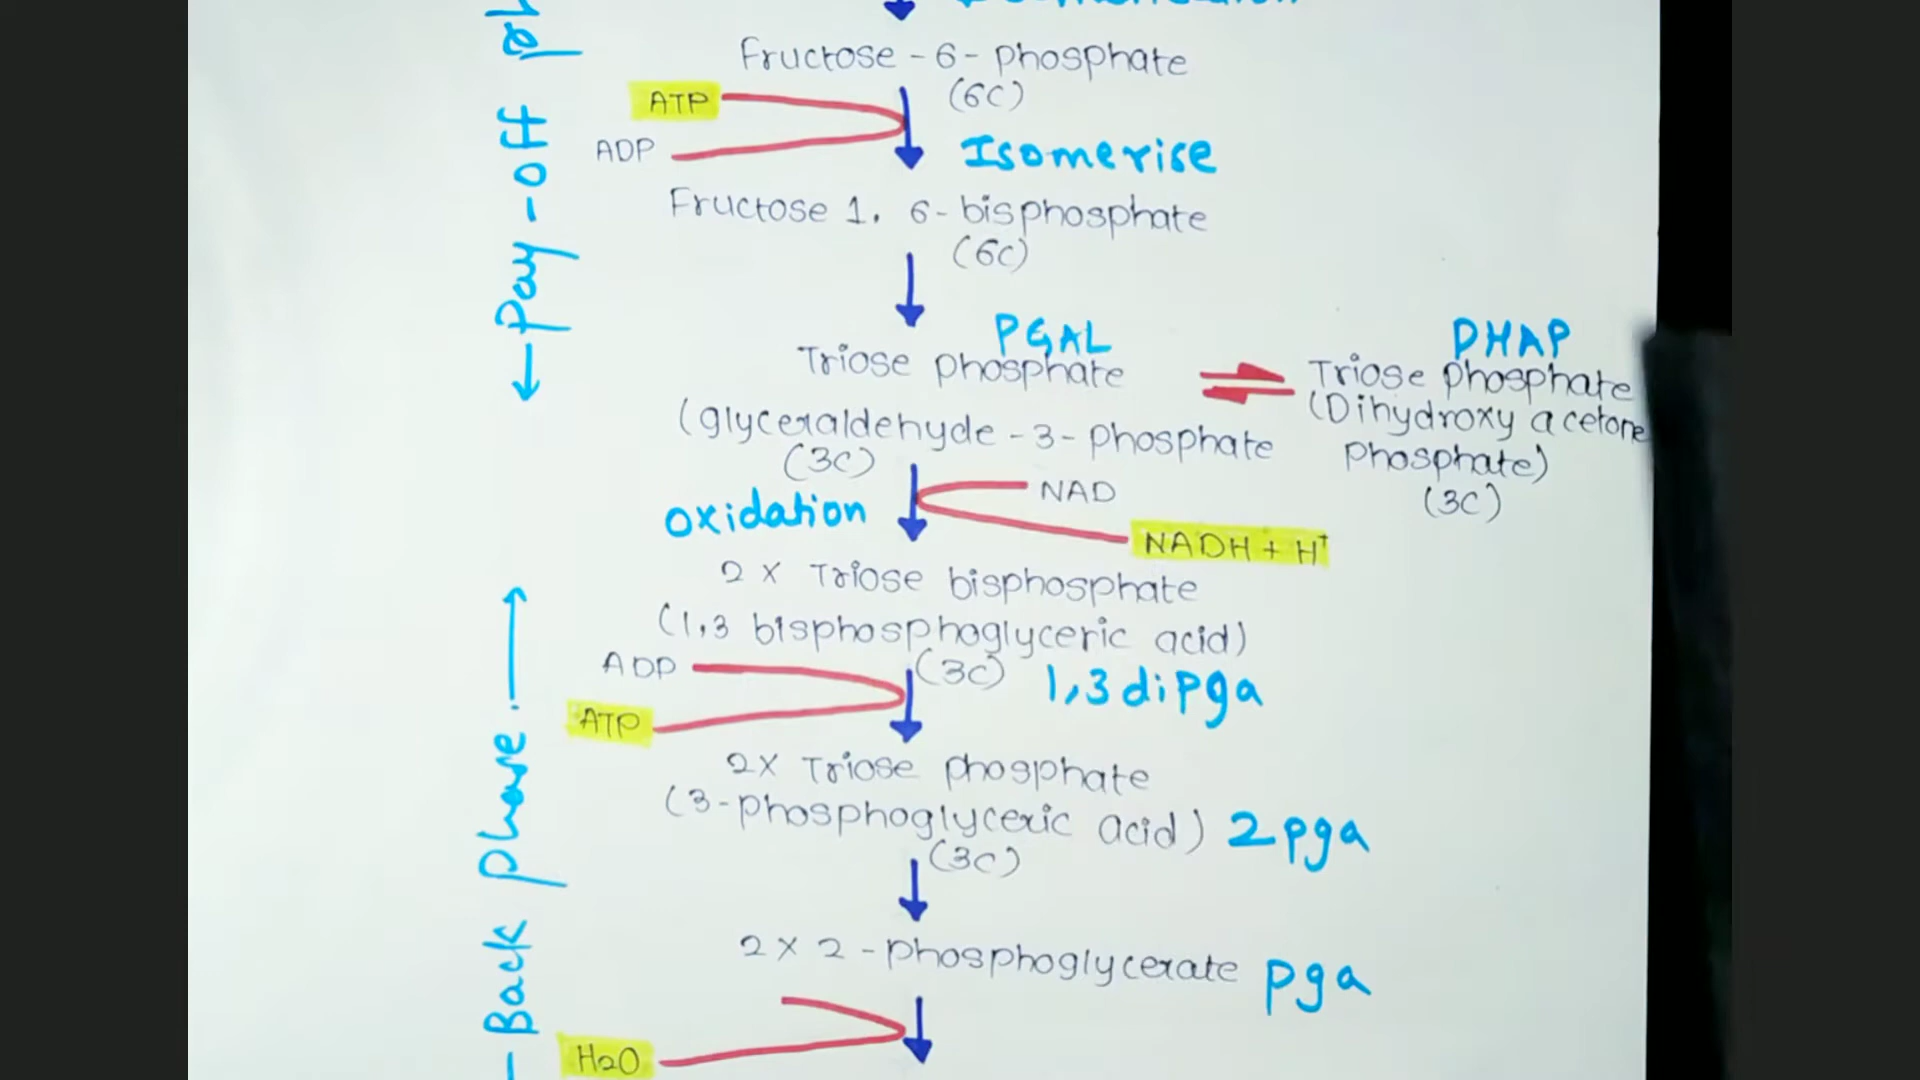 Fructose - 6 - phosphate
(6C)
ATP
ADP
Isomerise
Fructose 1. 6 - bisphosphate
(6C)
← Pay - off
PGAL
Triose phosphate
(glyceraldehyde - 3 - phosphate
(3C)
DHAP
Triose phosphate
(Dihydroxy acetone
phosphate)
(3C)
oxidation
NAD
NADH + H⁺
2 x Triose bisphosphate
(1,3 bisphosphoglyceric acid)
(3C)
1,3 dipga
ADP
ATP
2x Triose phosphate
(3-phosphoglyceric acid)
2pga
(3C)
2 x 2 - phosphoglycerate
pga
H2O
Back phase →